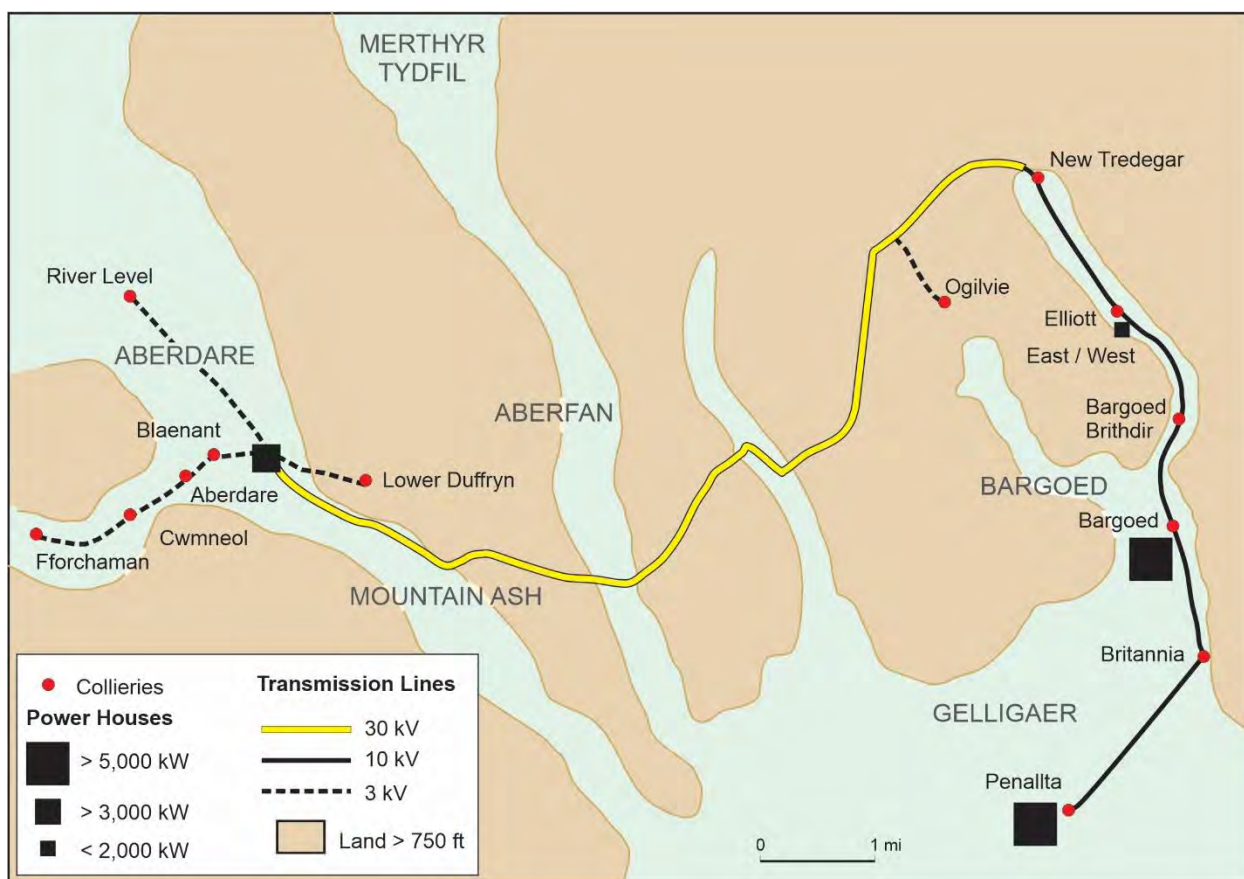 MERTHYR
TYDFIL
New Tredegar
River Level
Ogilvie
Elliott
East / West
ABERDARE
ABERFAN
Bargoed
Brithdir
Blaenant
Lower Duffryn
Aberdare
BARGOED
Cwmneol
Bargoed
Fforchaman
MOUNTAIN ASH
Britannia
GELLIGAER
Penallta
Collieries
Power Houses
> 5,000 kW
> 3,000 kW
< 2,000 kW
Transmission Lines
30 kV
10 kV
3 kV
Land > 750 ft
0 1 mi